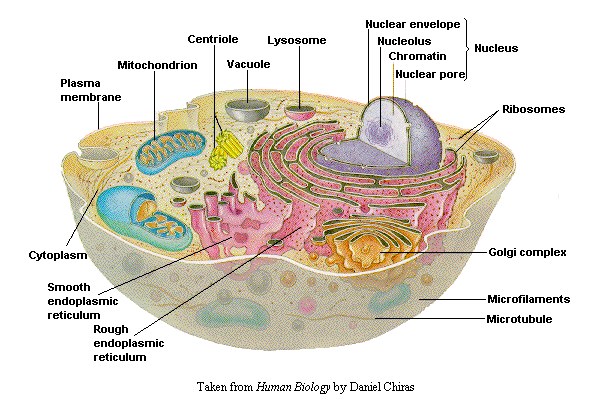 Nuclear envelope
Nucleolus
Chromatin
Nuclear pore
Nucleus
Centriole
Lysosome
Mitochondrion
Vacuole
Plasma
membrane
Ribosomes
Cytoplasm
Golgi complex
Smooth
endoplasmic
reticulum
Microfilaments
Microtubule
Rough
endoplasmic
reticulum
Taken from Human Biology by Daniel Chiras